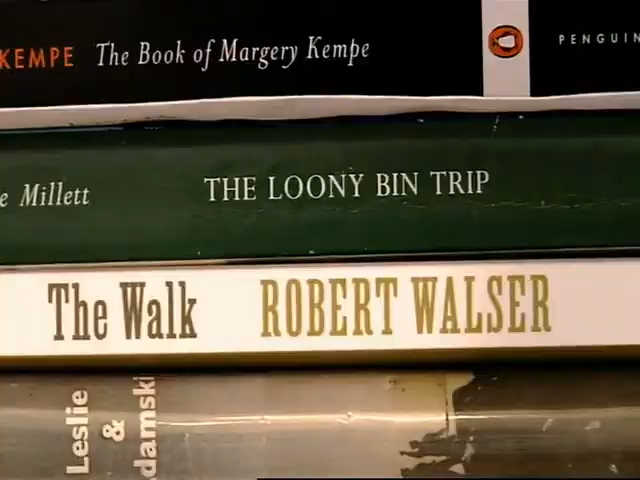 KEMPE The Book of Margery Kempe PENGUIN
Millett THE LOONY BIN TRIP
The Walk ROBERT WALSER
Leslie
&
damski